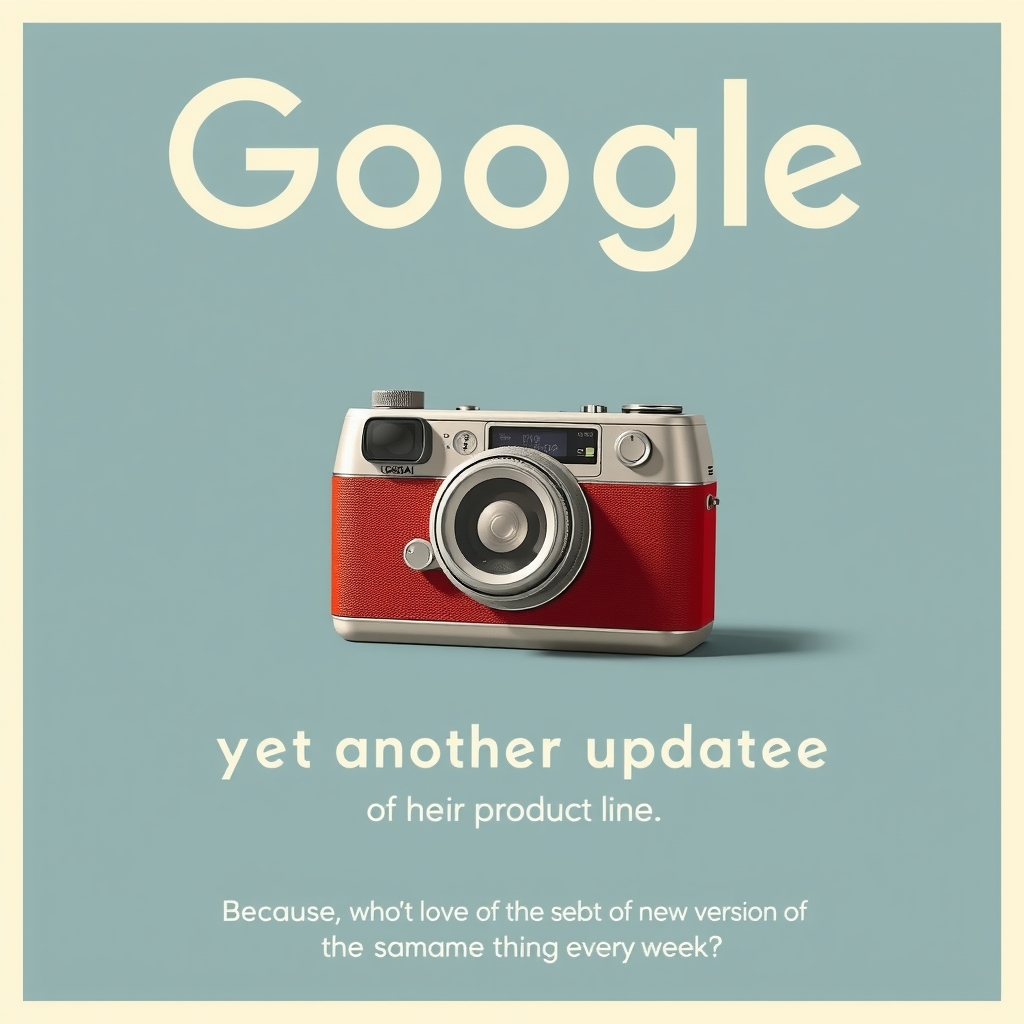 Google
yet another updatee
of heir product line.
Because, who't love of the sebt of new version of
the samame thing every week?